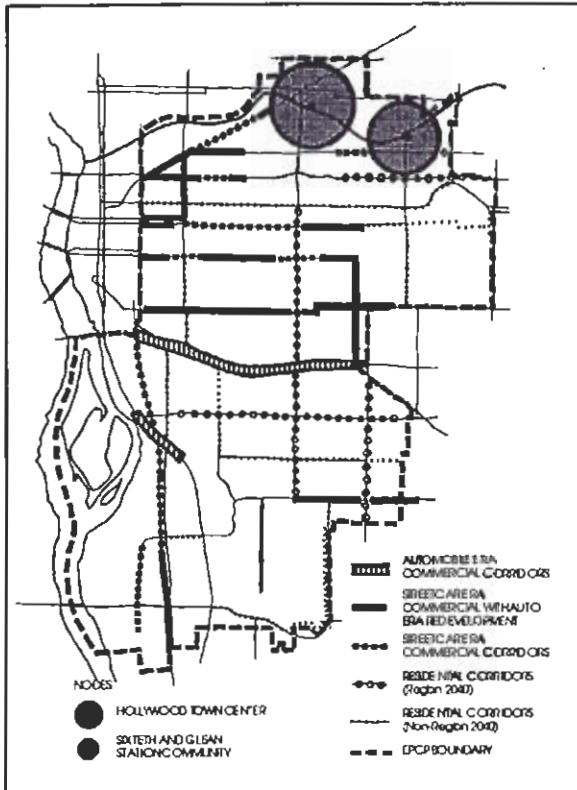 NODES
HOLLYWOOD TOWN CENTER
SIXTIETH AND GLISAN
STATION COMMUNITY
AUTOMOBILE ERA
COMMERCIAL CORRIDORS
STREETCAR ERA
COMMERCIAL WITH AUTO
ERA REDEVELOPMENT
STREETCAR ERA
COMMERCIAL CORRIDORS
RESIDENTIAL CORRIDORS
(Region 2040)
RESIDENTIAL CORRIDORS
(Non-Region 2040)
EPCP BOUNDARY